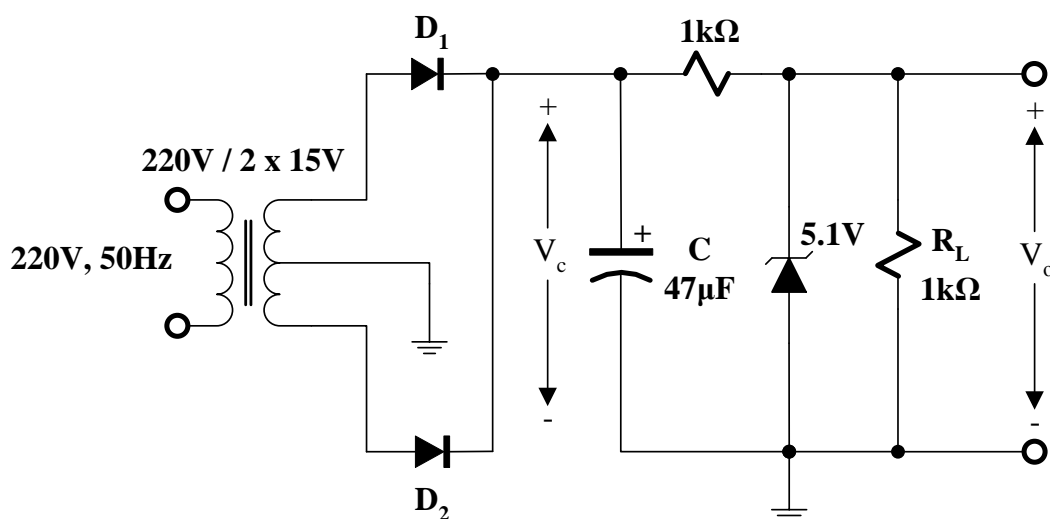 D1
1kΩ
220V / 2 x 15V
220V, 50Hz
+
Vc
-
+
C
47µF
5.1V
RL
1kΩ
+
Vo
-
D2